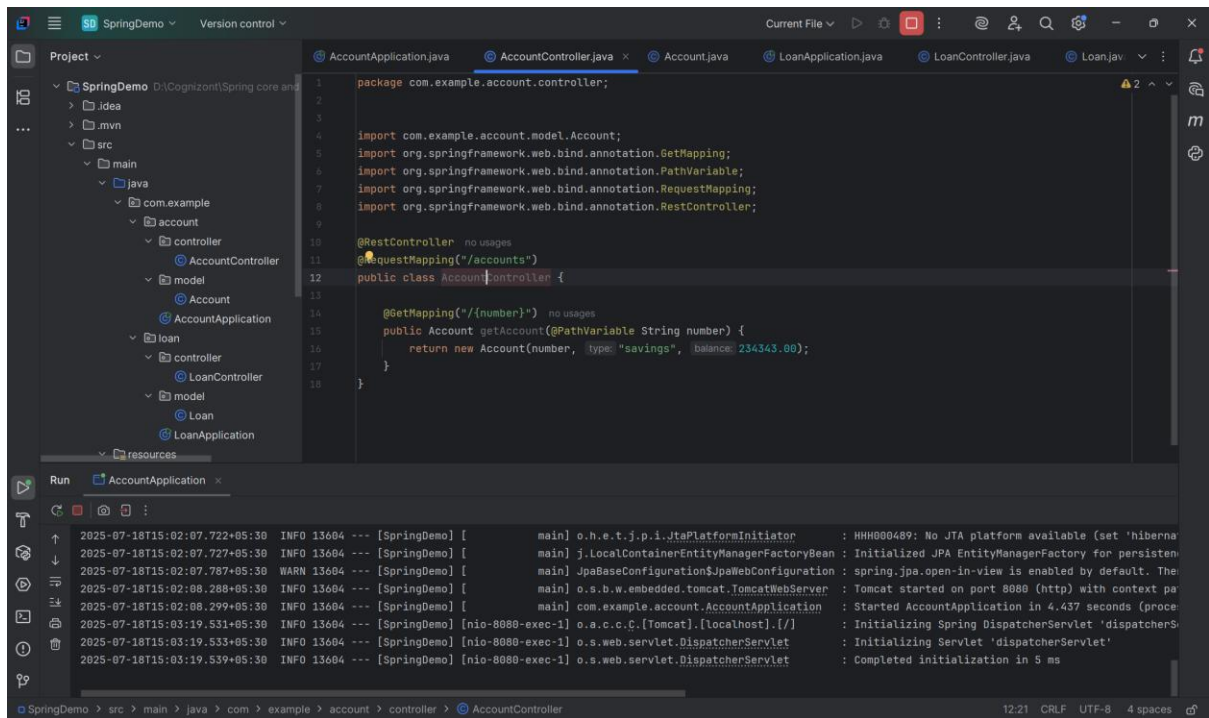 SD SpringDemo Version control Current File
Project
AccountApplication.java AccountController.java Account.java LoanApplication.java LoanController.java Loan.jav
SpringDemo D:\Cognizont\Spring core and
.idea
.mvn
src
main
java
com.example
account
controller
AccountController
model
Account
AccountApplication
loan
controller
LoanController
model
Loan
LoanApplication
resources
2
1 package com.example.account.controller;
2
3
4 import com.example.account.model.Account;
5 import org.springframework.web.bind.annotation.GetMapping;
6 import org.springframework.web.bind.annotation.PathVariable;
7 import org.springframework.web.bind.annotation.RequestMapping;
8 import org.springframework.web.bind.annotation.RestController;
9
10 @RestController no usages
11 @RequestMapping("/accounts")
12 public class AccountController {
13
14 @GetMapping("/{number}") no usages
15 public Account getAccount(@PathVariable String number) {
16 return new Account(number, type: "savings", balance: 234343.00);
17 }
18 }
m
Run AccountApplication
2025-07-18T15:02:07.722+05:30 INFO 13604 --- [SpringDemo] [ main] o.h.e.t.j.p.i.JtaPlatformInitiator : HHH000489: No JTA platform available (set 'hiberna
2025-07-18T15:02:07.727+05:30 INFO 13604 --- [SpringDemo] [ main] j.LocalContainerEntityManagerFactoryBean : Initialized JPA EntityManagerFactory for persisten
2025-07-18T15:02:07.787+05:30 WARN 13604 --- [SpringDemo] [ main] JpaBaseConfiguration$JpaWebConfiguration : spring.jpa.open-in-view is enabled by default. The
2025-07-18T15:02:08.288+05:30 INFO 13604 --- [SpringDemo] [ main] o.s.b.w.embedded.tomcat.TomcatWebServer : Tomcat started on port 8080 (http) with context pa
2025-07-18T15:02:08.299+05:30 INFO 13604 --- [SpringDemo] [ main] com.example.account.AccountApplication : Started AccountApplication in 4.437 seconds (proce
2025-07-18T15:03:19.531+05:30 INFO 13604 --- [SpringDemo] [nio-8080-exec-1] o.a.c.c.C.[Tomcat].[localhost].[/] : Initializing Spring DispatcherServlet 'dispatcherS
2025-07-18T15:03:19.533+05:30 INFO 13604 --- [SpringDemo] [nio-8080-exec-1] o.s.web.servlet.DispatcherServlet : Initializing Servlet 'dispatcherServlet'
2025-07-18T15:03:19.539+05:30 INFO 13604 --- [SpringDemo] [nio-8080-exec-1] o.s.web.servlet.DispatcherServlet : Completed initialization in 5 ms
SpringDemo > src > main > java > com > example > account > controller > AccountController 12:21 CRLF UTF-8 4 spaces